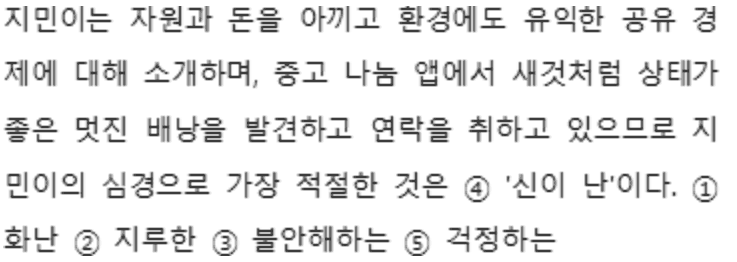 지민이는 자원과 돈을 아끼고 환경에도 유익한 공유 경
제에 대해 소개하며, 중고 나눔 앱에서 새것처럼 상태가
좋은 멋진 배낭을 발견하고 연락을 취하고 있으므로 지
민이의 심경으로 가장 적절한 것은 ④ '신이 난'이다. ①
화난 ② 지루한 ③ 불안해하는 ⑤ 걱정하는